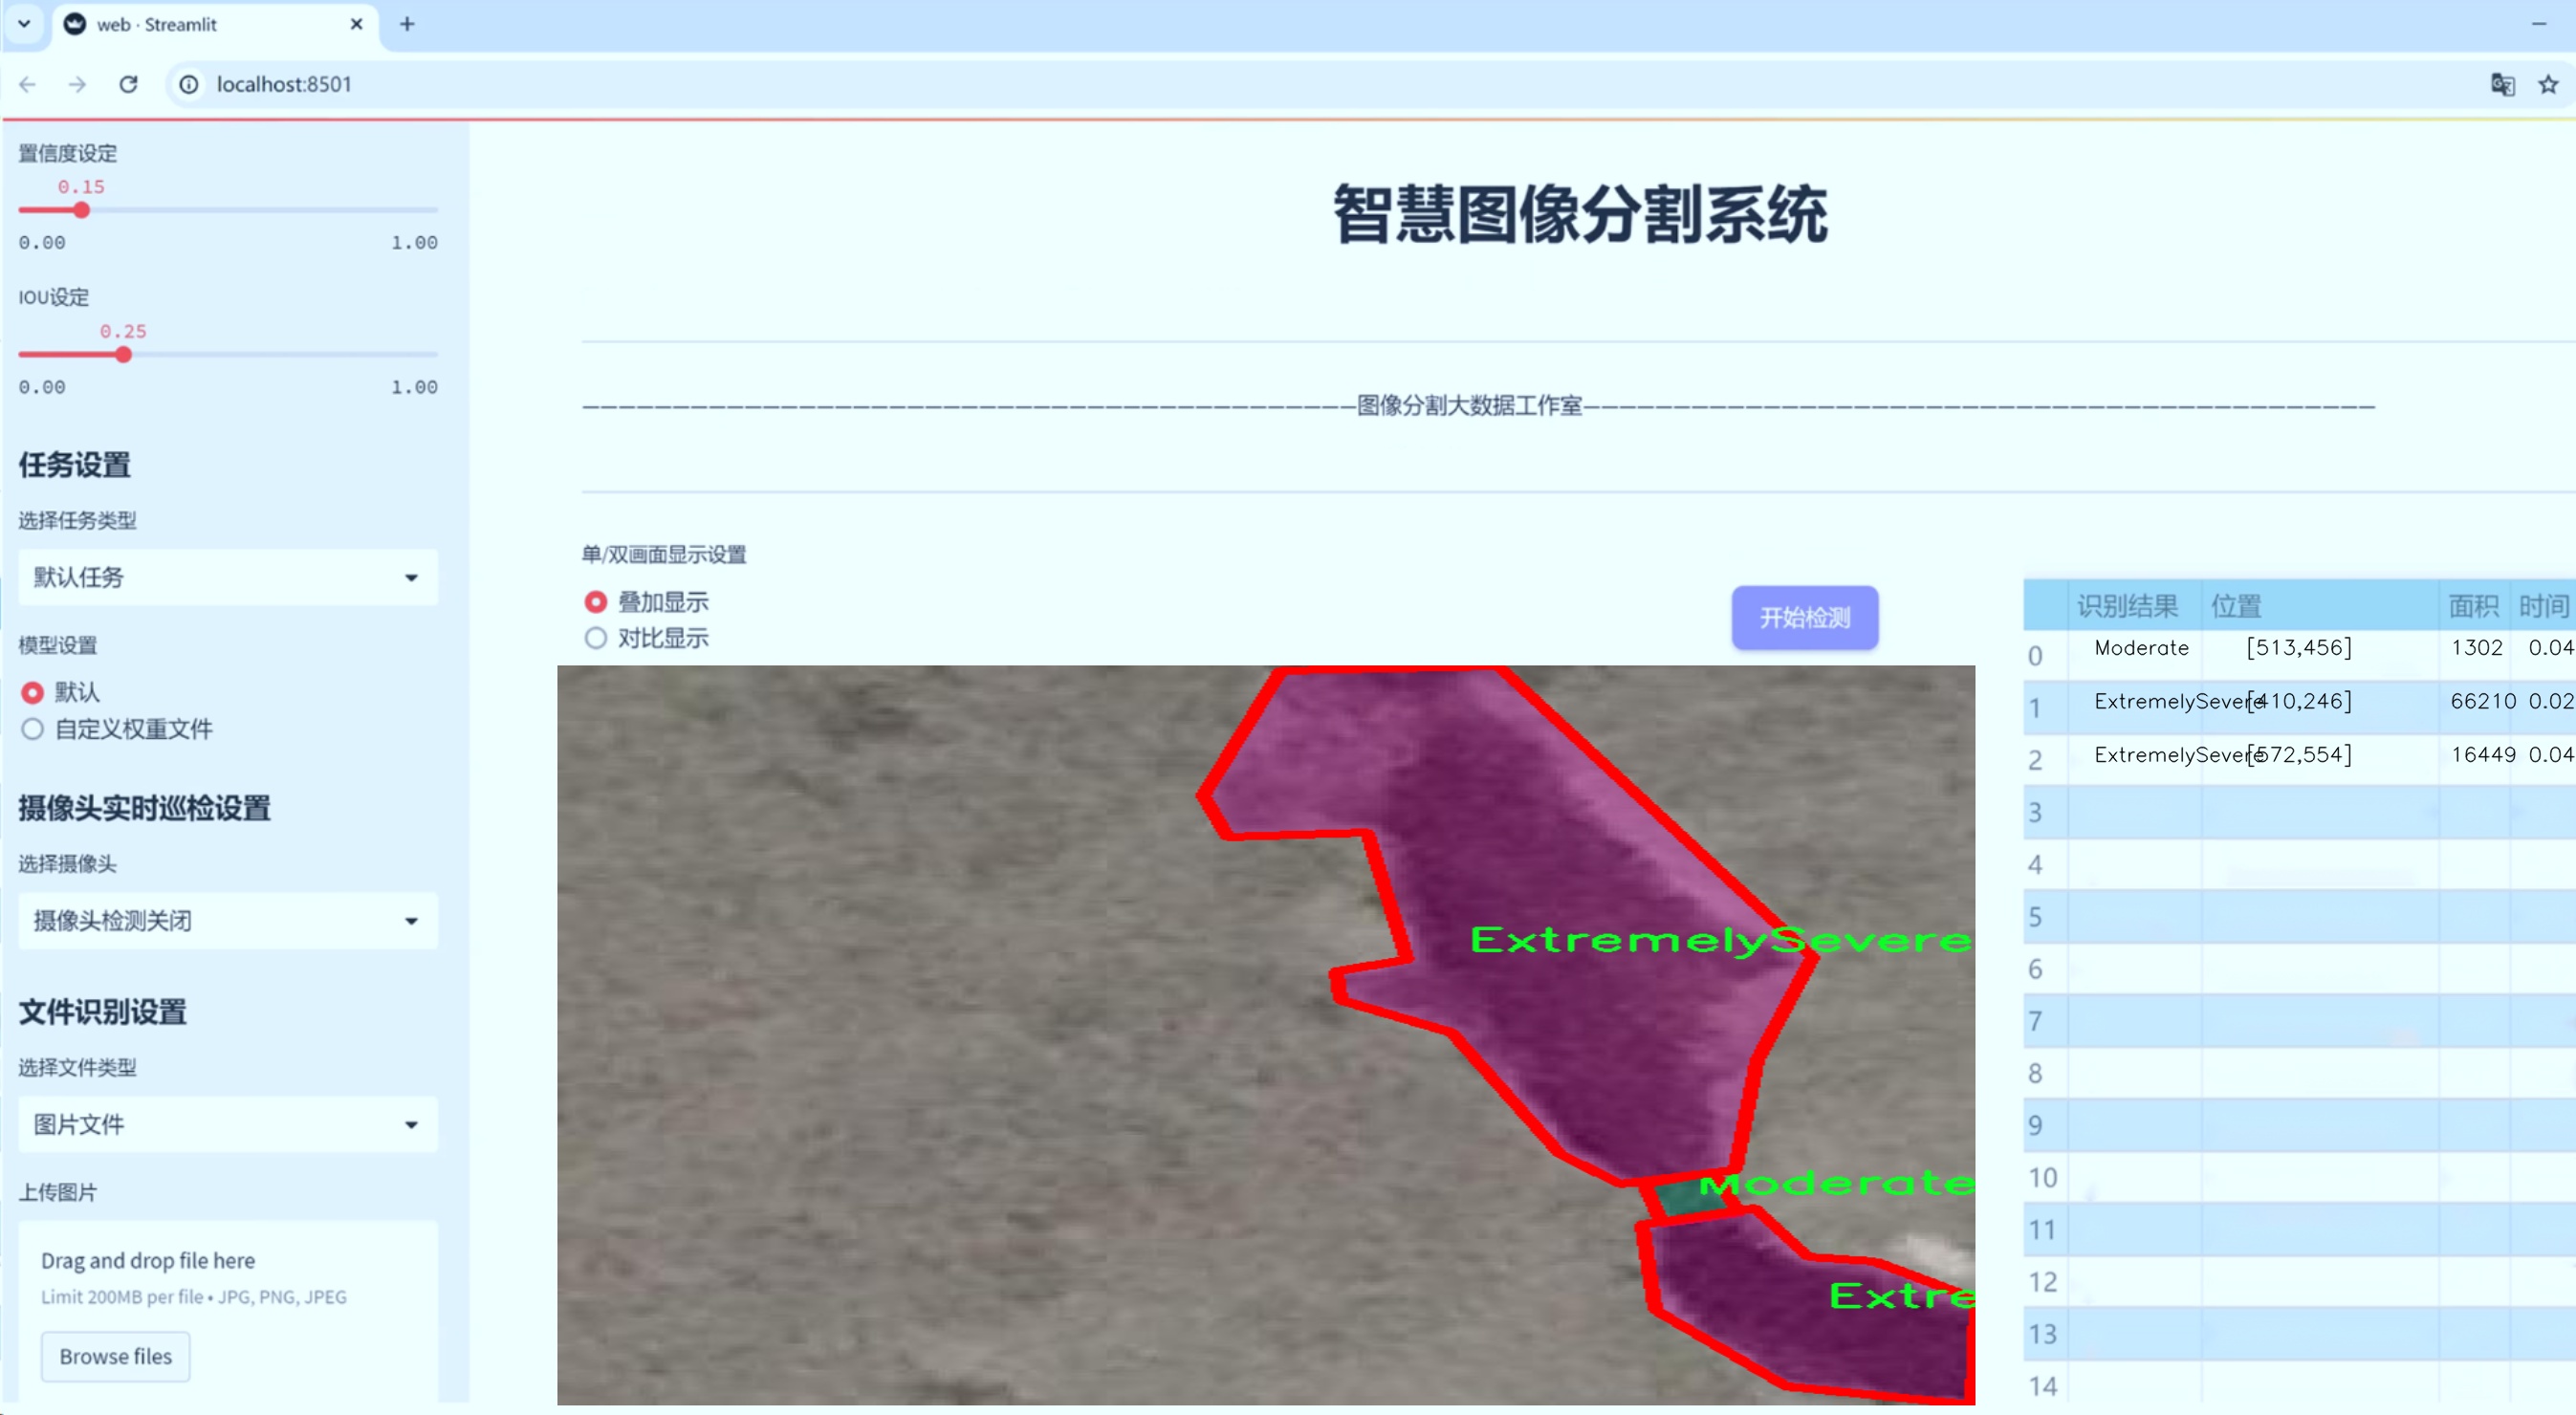 web · Streamlit
localhost:8501
置信度设定
0.15
0.00 1.00
IOU设定
0.25
0.00 1.00
任务设置
选择任务类型
默认任务
模型设置
默认
自定义权重文件
摄像头实时巡检设置
选择摄像头
摄像头检测关闭
文件识别设置
选择文件类型
图片文件
上传图片
Drag and drop file here
Limit 200MB per file • JPG, PNG, JPEG
Browse files
智慧图像分割系统
图像分割大数据工作室
单/双画面显示设置
叠加显示
对比显示
开始检测
ExtremelySevere
Moderate
Extre
识别结果 位置 面积 时间
0 Moderate [513,456] 1302 0.04
1 ExtremelySevere [410,246] 66210 0.02
2 ExtremelySevere [572,554] 16449 0.04
3
4
5
6
7
8
9
10
11
12
13
14